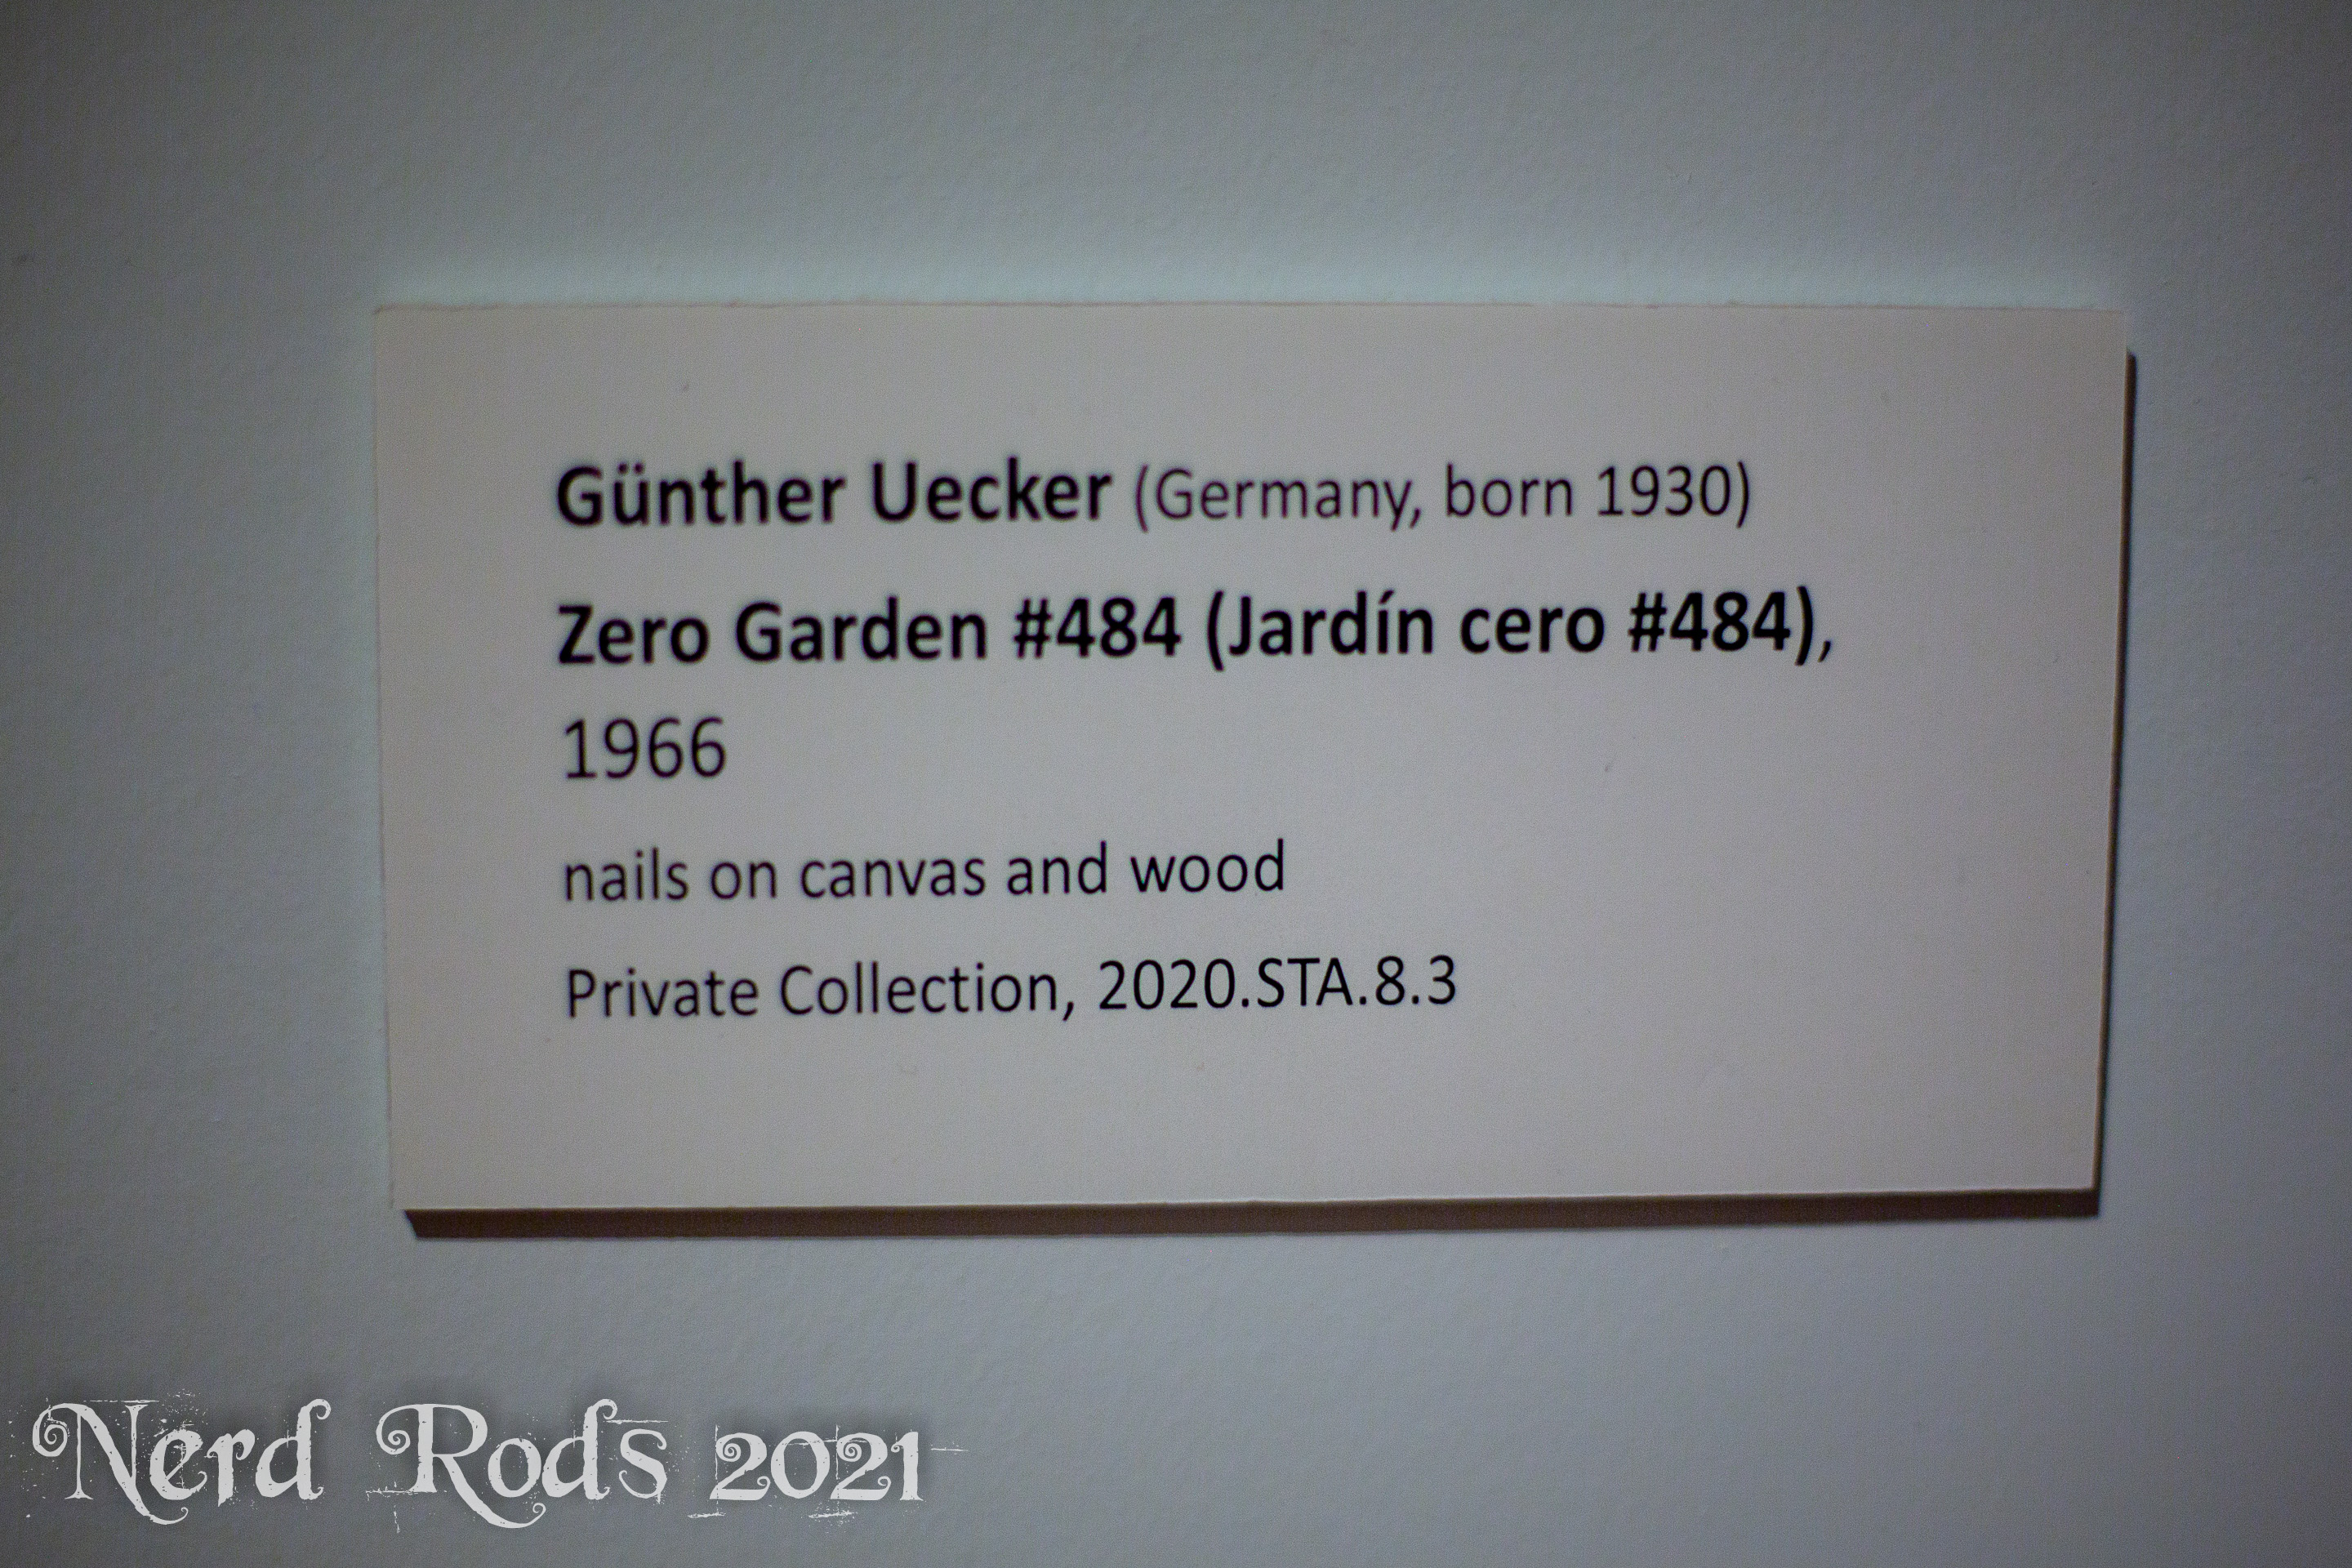 Günther Uecker (Germany, born 1930)
Zero Garden #484 (Jardín cero #484),
1966
nails on canvas and wood
Private Collection, 2020.STA.8.3
Nerd Rods 2021